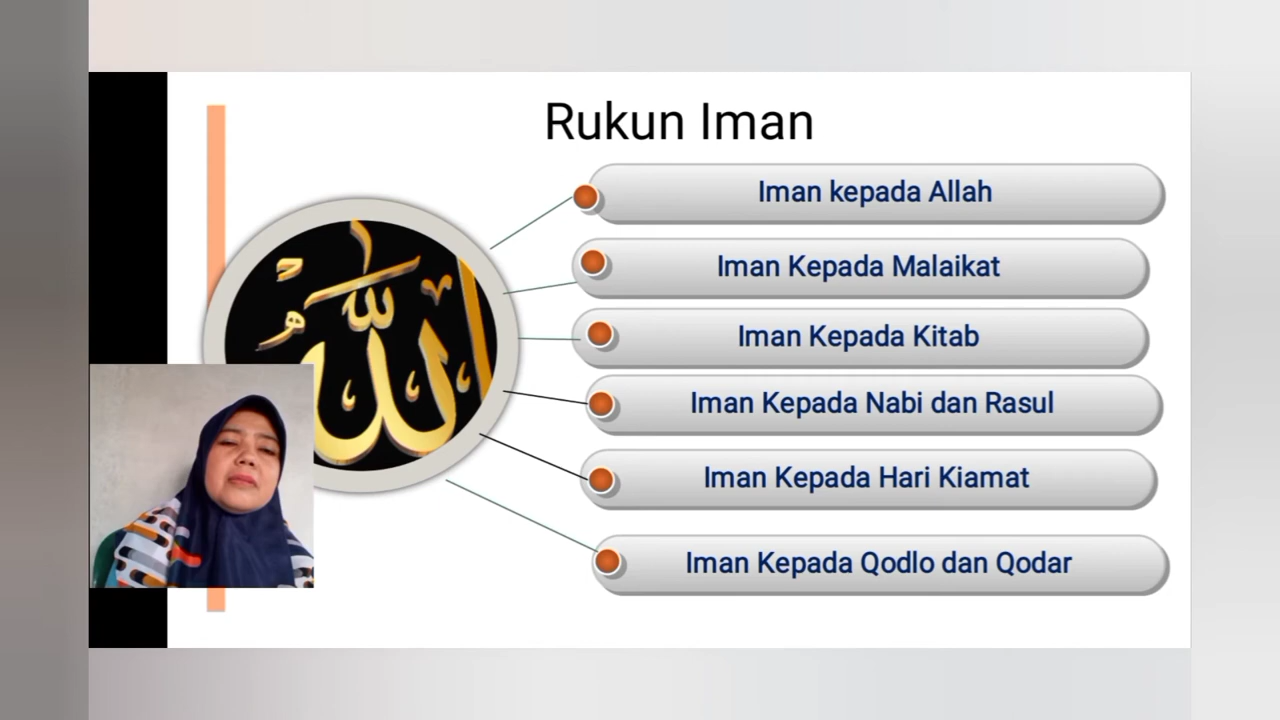 Rukun Iman
الله
Iman kepada Allah
Iman Kepada Malaikat
Iman Kepada Kitab
Iman Kepada Nabi dan Rasul
Iman Kepada Hari Kiamat
Iman Kepada Qodlo dan Qodar